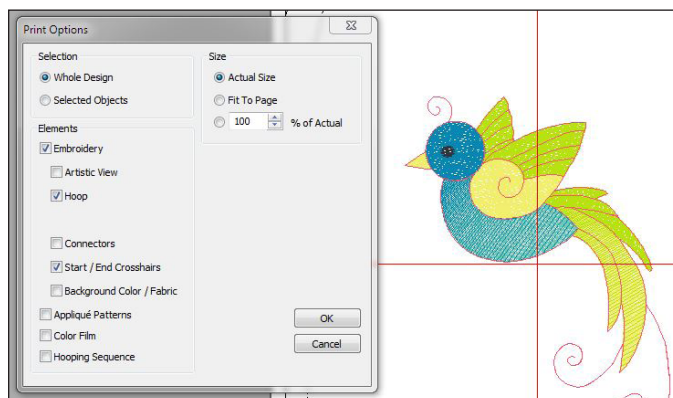 Print Options
Selection
Whole Design
Selected Objects
Size
Actual Size
Fit To Page
100 % of Actual
Elements
Embroidery
Artistic View
Hoop
Connectors
Start / End Crosshairs
Background Color / Fabric
Appliqué Patterns
Color Film
Hooping Sequence
OK
Cancel